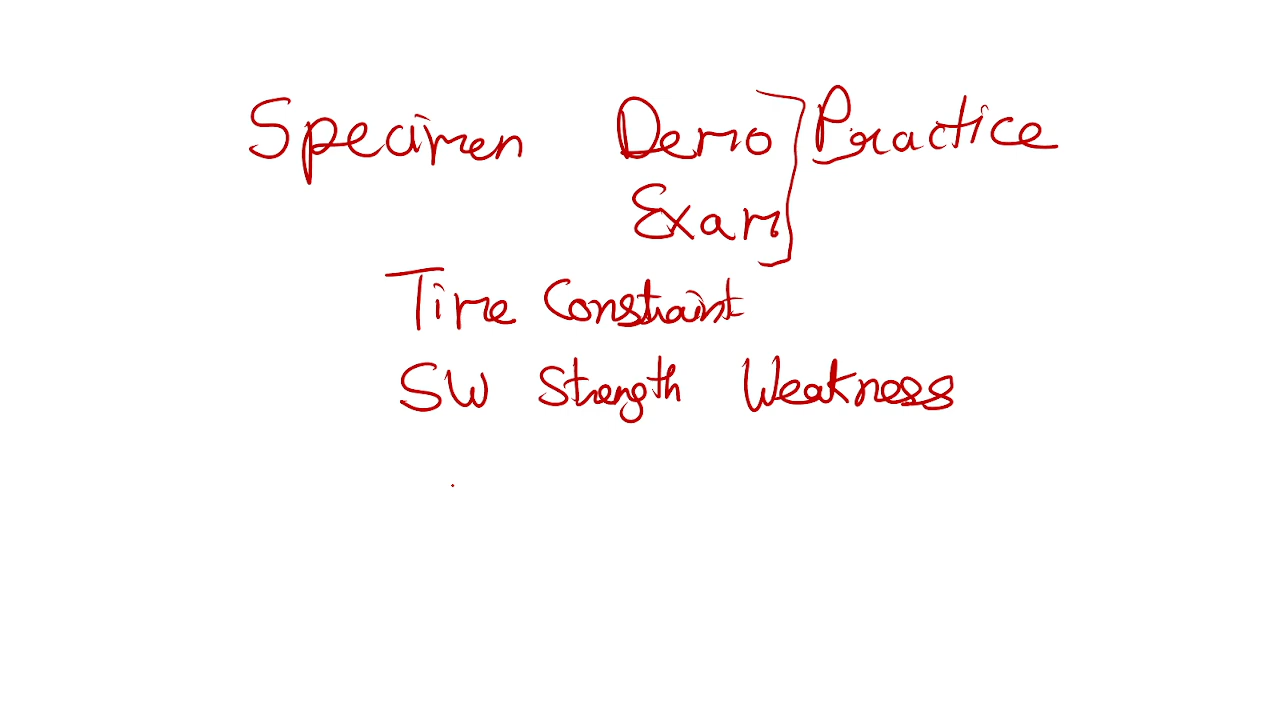 Specimen Demo Practice
Exam
Time Constraint
SW Strength Weakness